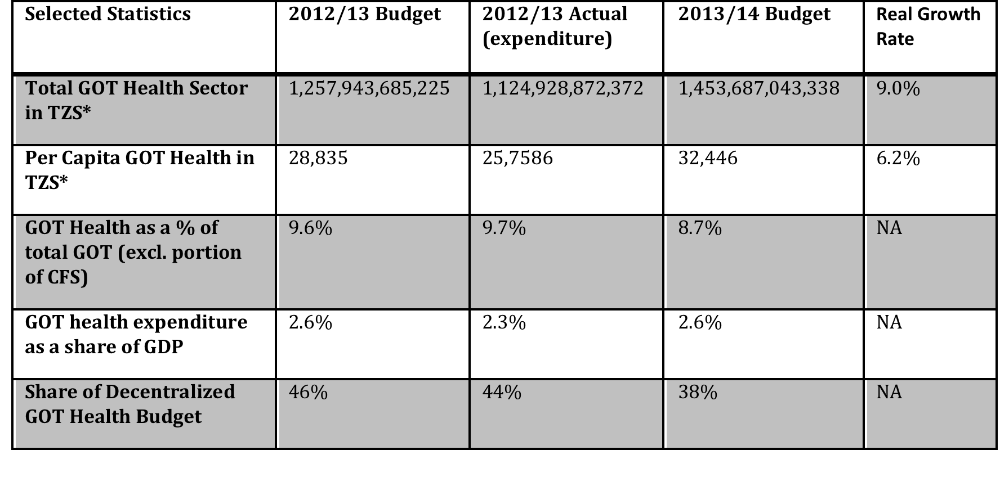 Selected Statistics
2012/13 Budget
2012/13 Actual
(expenditure)
2013/14 Budget
Real Growth
Rate
Total GOT Health Sector
in TZS*
1,257,943,685,225
1,124,928,872,372
1,453,687,043,338
9.0%
Per Capita GOT Health in
TZS*
28,835
25,7586
32,446
6.2%
GOT Health as a % of
total GOT (excl. portion
of CFS)
9.6%
9.7%
8.7%
NA
GOT health expenditure
as a share of GDP
2.6%
2.3%
2.6%
NA
Share of Decentralized
GOT Health Budget
46%
44%
38%
NA